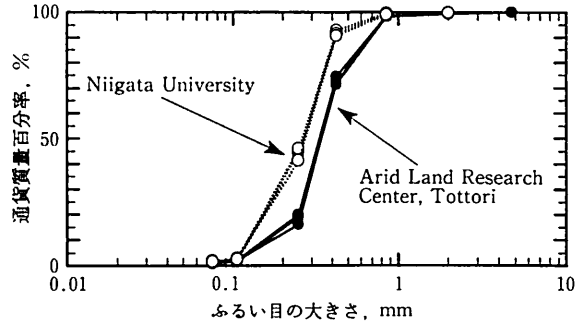 通貨質量百分率, %
100
50
0
Niigata University
Arid Land Research
Center, Tottori
0.01
0.1
1
10
ふるい目の大きさ, mm